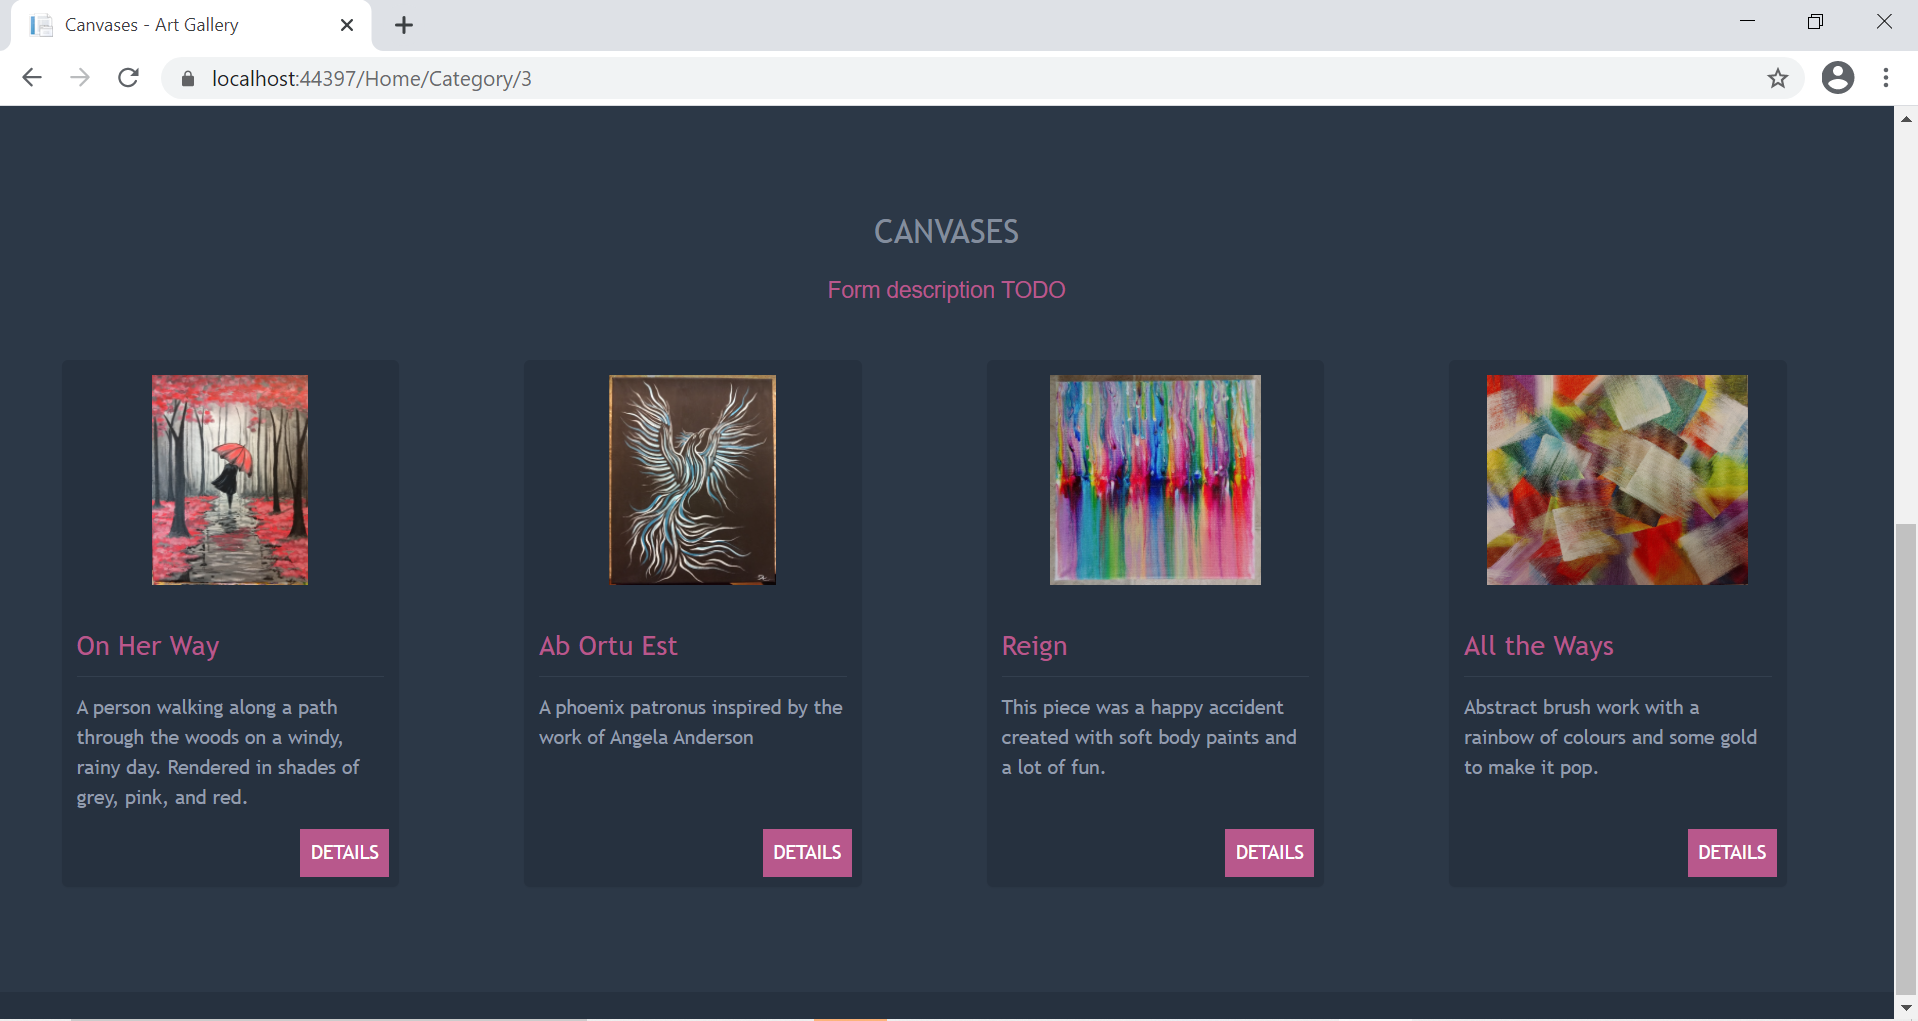 Canvases - Art Gallery
localhost:44397/Home/Category/3
CANVASES
Form description TODO
On Her Way
A person walking along a path
through the woods on a windy,
rainy day. Rendered in shades of
grey, pink, and red.
DETAILS
Ab Ortu Est
A phoenix patronus inspired by the
work of Angela Anderson
DETAILS
Reign
This piece was a happy accident
created with soft body paints and
a lot of fun.
DETAILS
All the Ways
Abstract brush work with a
rainbow of colours and some gold
to make it pop.
DETAILS